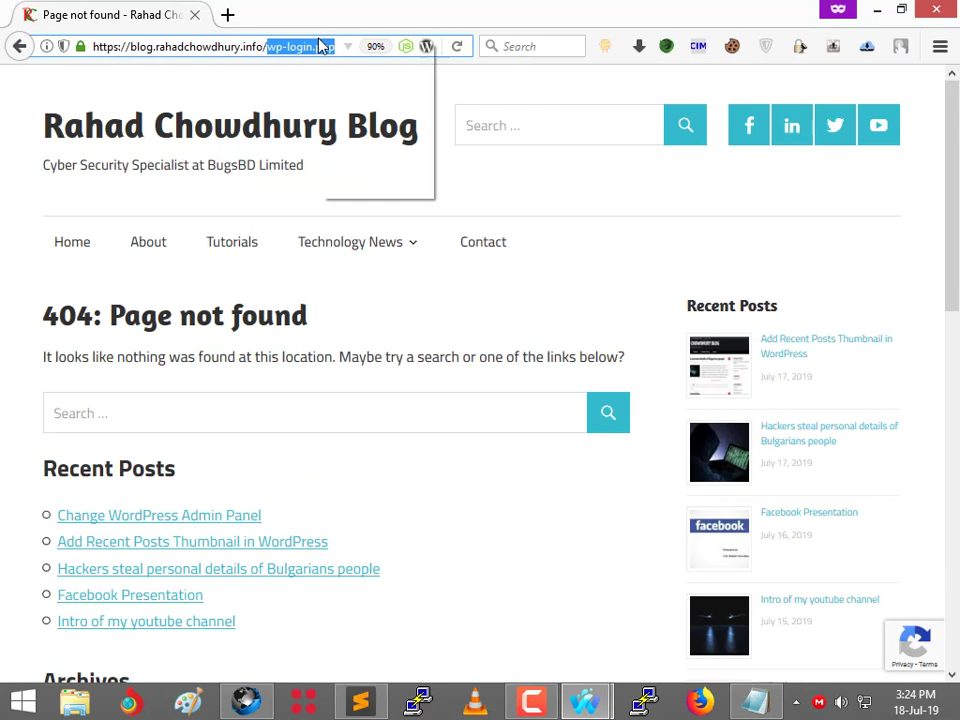 Page not found - Rahad Cho
https://blog.rahadchowdhury.info/wp-login.php
90%
Search
CIM
Rahad Chowdhury Blog
Cyber Security Specialist at BugsBD Limited
Search ...
Home
About
Tutorials
Technology News
Contact
404: Page not found
It looks like nothing was found at this location. Maybe try a search or one of the links below?
Search ...
Recent Posts
Change WordPress Admin Panel
Add Recent Posts Thumbnail in WordPress
Hackers steal personal details of Bulgarians people
Facebook Presentation
Intro of my youtube channel
Archives
Recent Posts
Add Recent Posts Thumbnail in
WordPress
July 17, 2019
Hackers steal personal details of
Bulgarians people
July 17, 2019
facebook
Facebook Presentation
July 16, 2019
Intro of my youtube channel
July 15, 2019
Privacy - Terms
3:24 PM
18-Jul-19